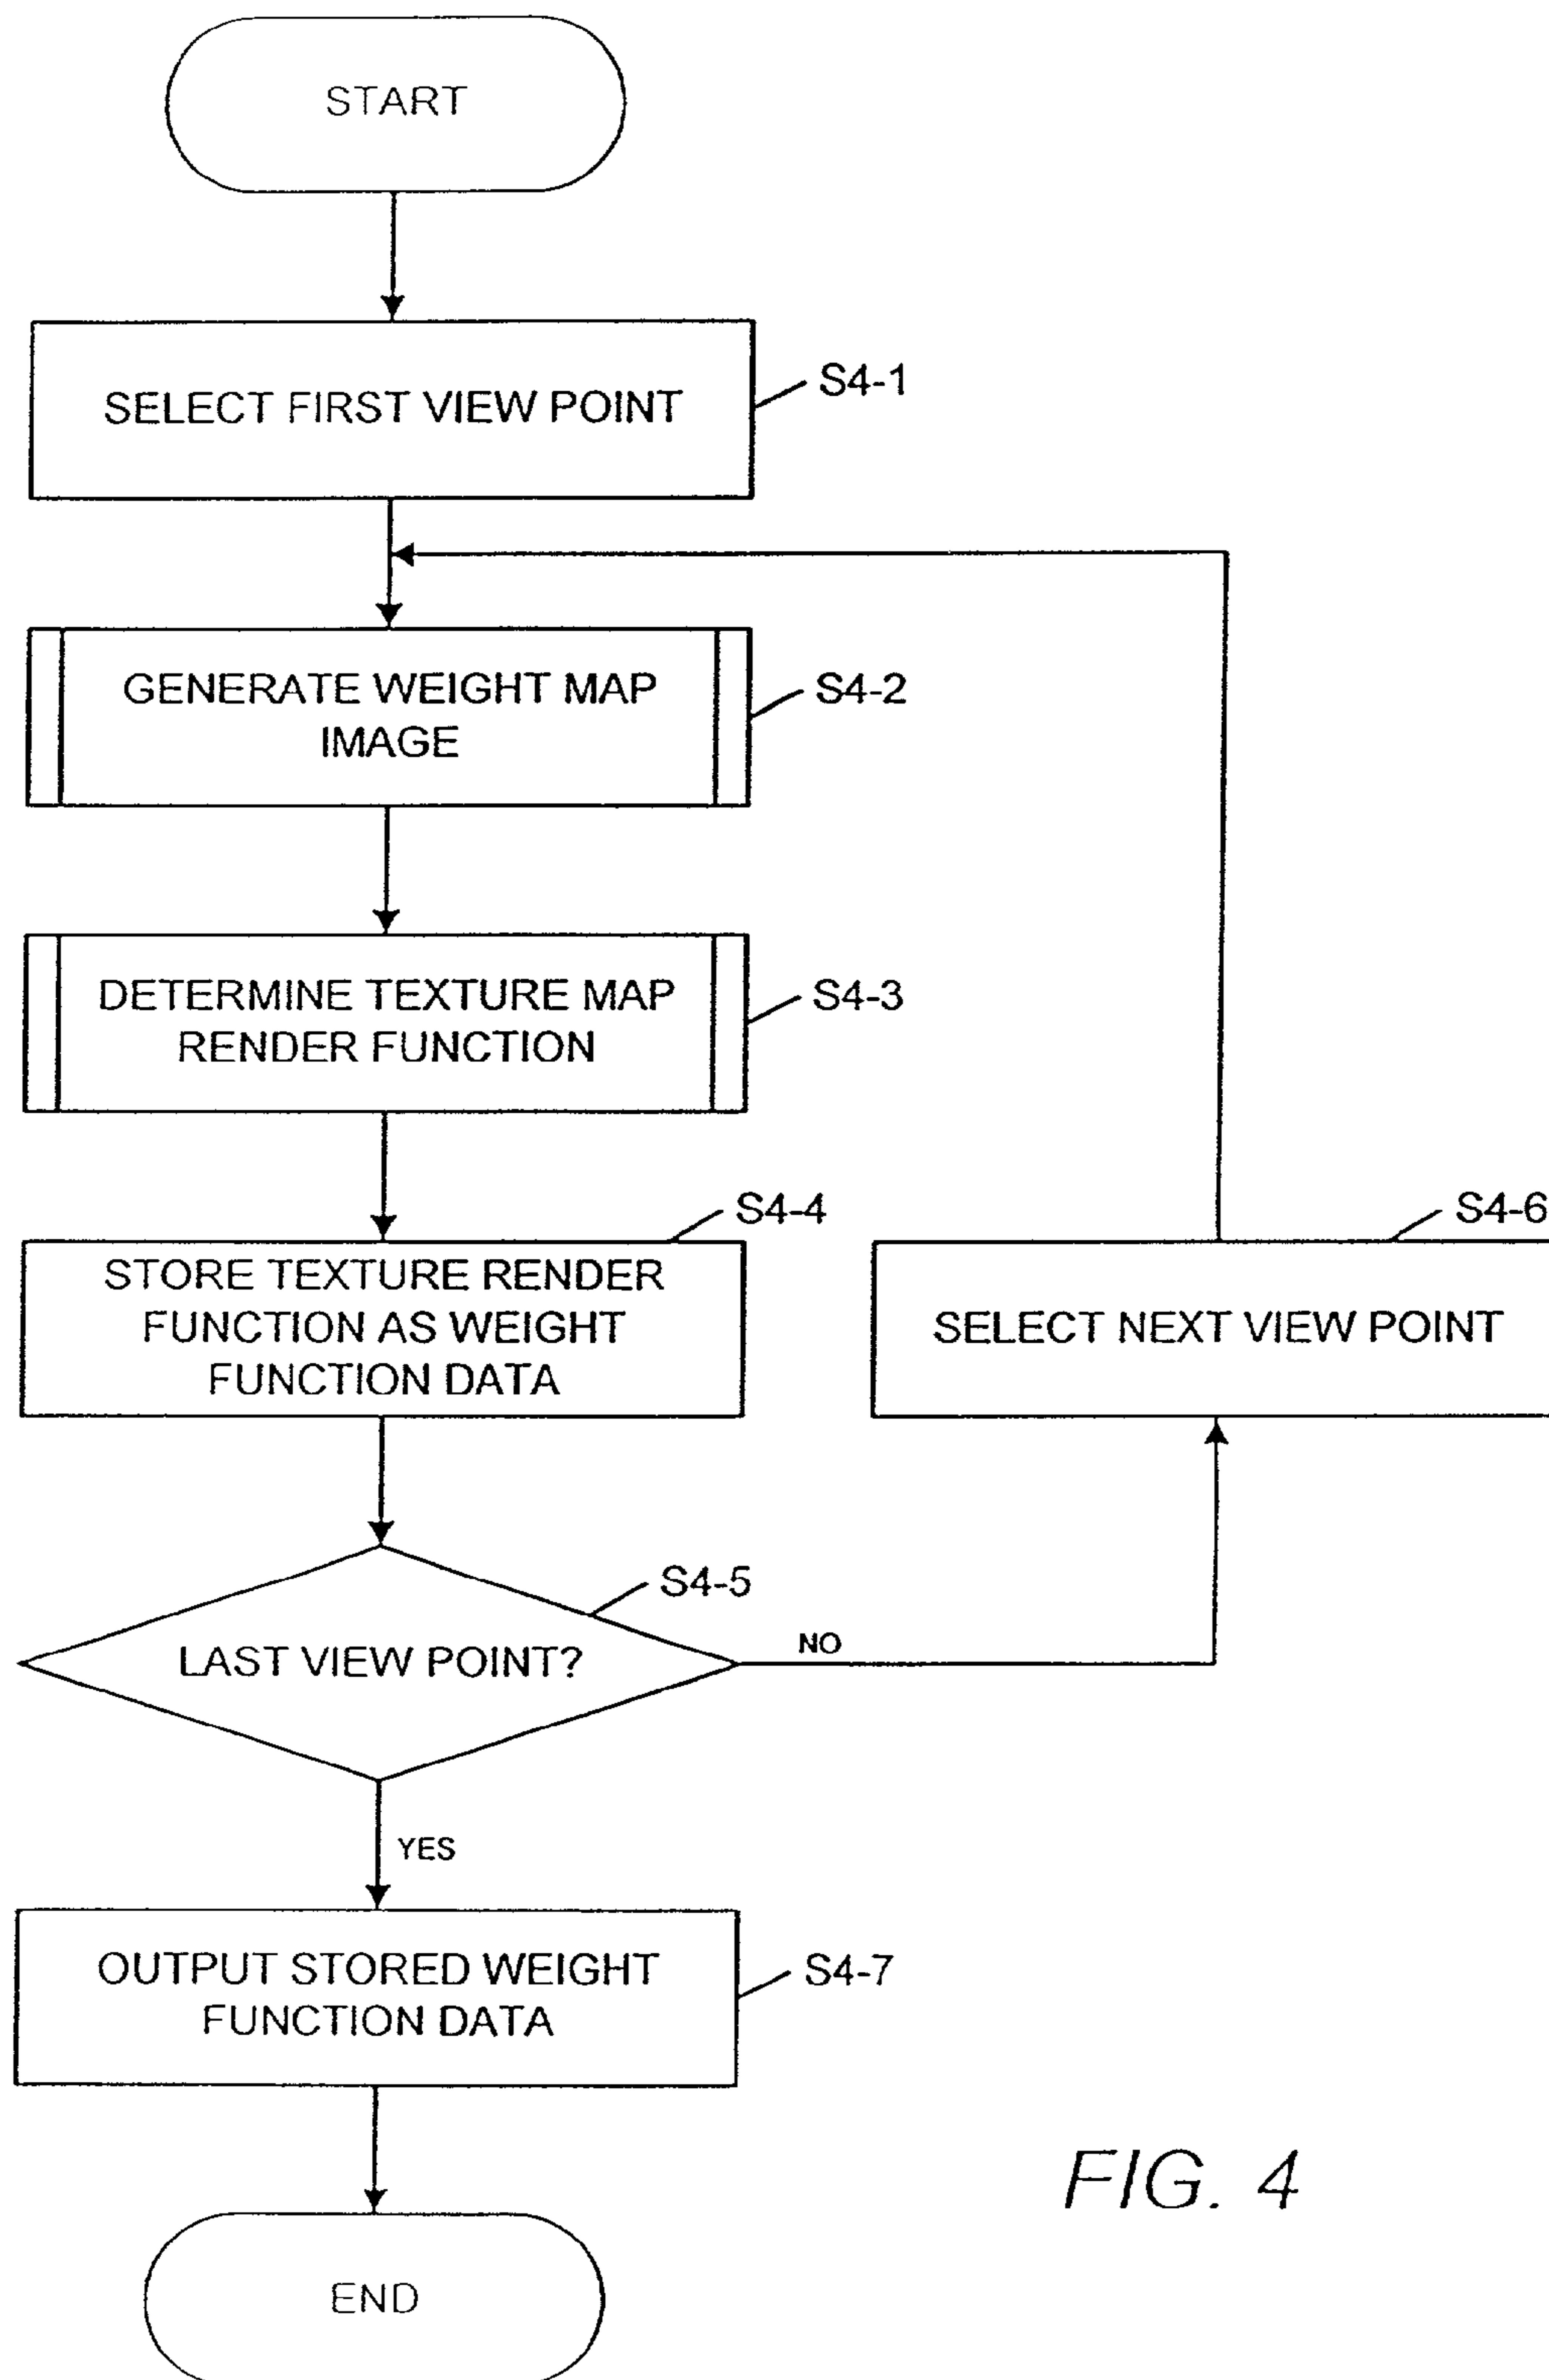 START
SELECT FIRST VIEW POINT
S4-1
GENERATE WEIGHT MAP
IMAGE
S4-2
DETERMINE TEXTURE MAP
RENDER FUNCTION
S4-3
STORE TEXTURE RENDER
FUNCTION AS WEIGHT
FUNCTION DATA
S4-4
SELECT NEXT VIEW POINT
S4-6
LAST VIEW POINT?
S4-5
NO
YES
OUTPUT STORED WEIGHT
FUNCTION DATA
S4-7
END
FIG. 4